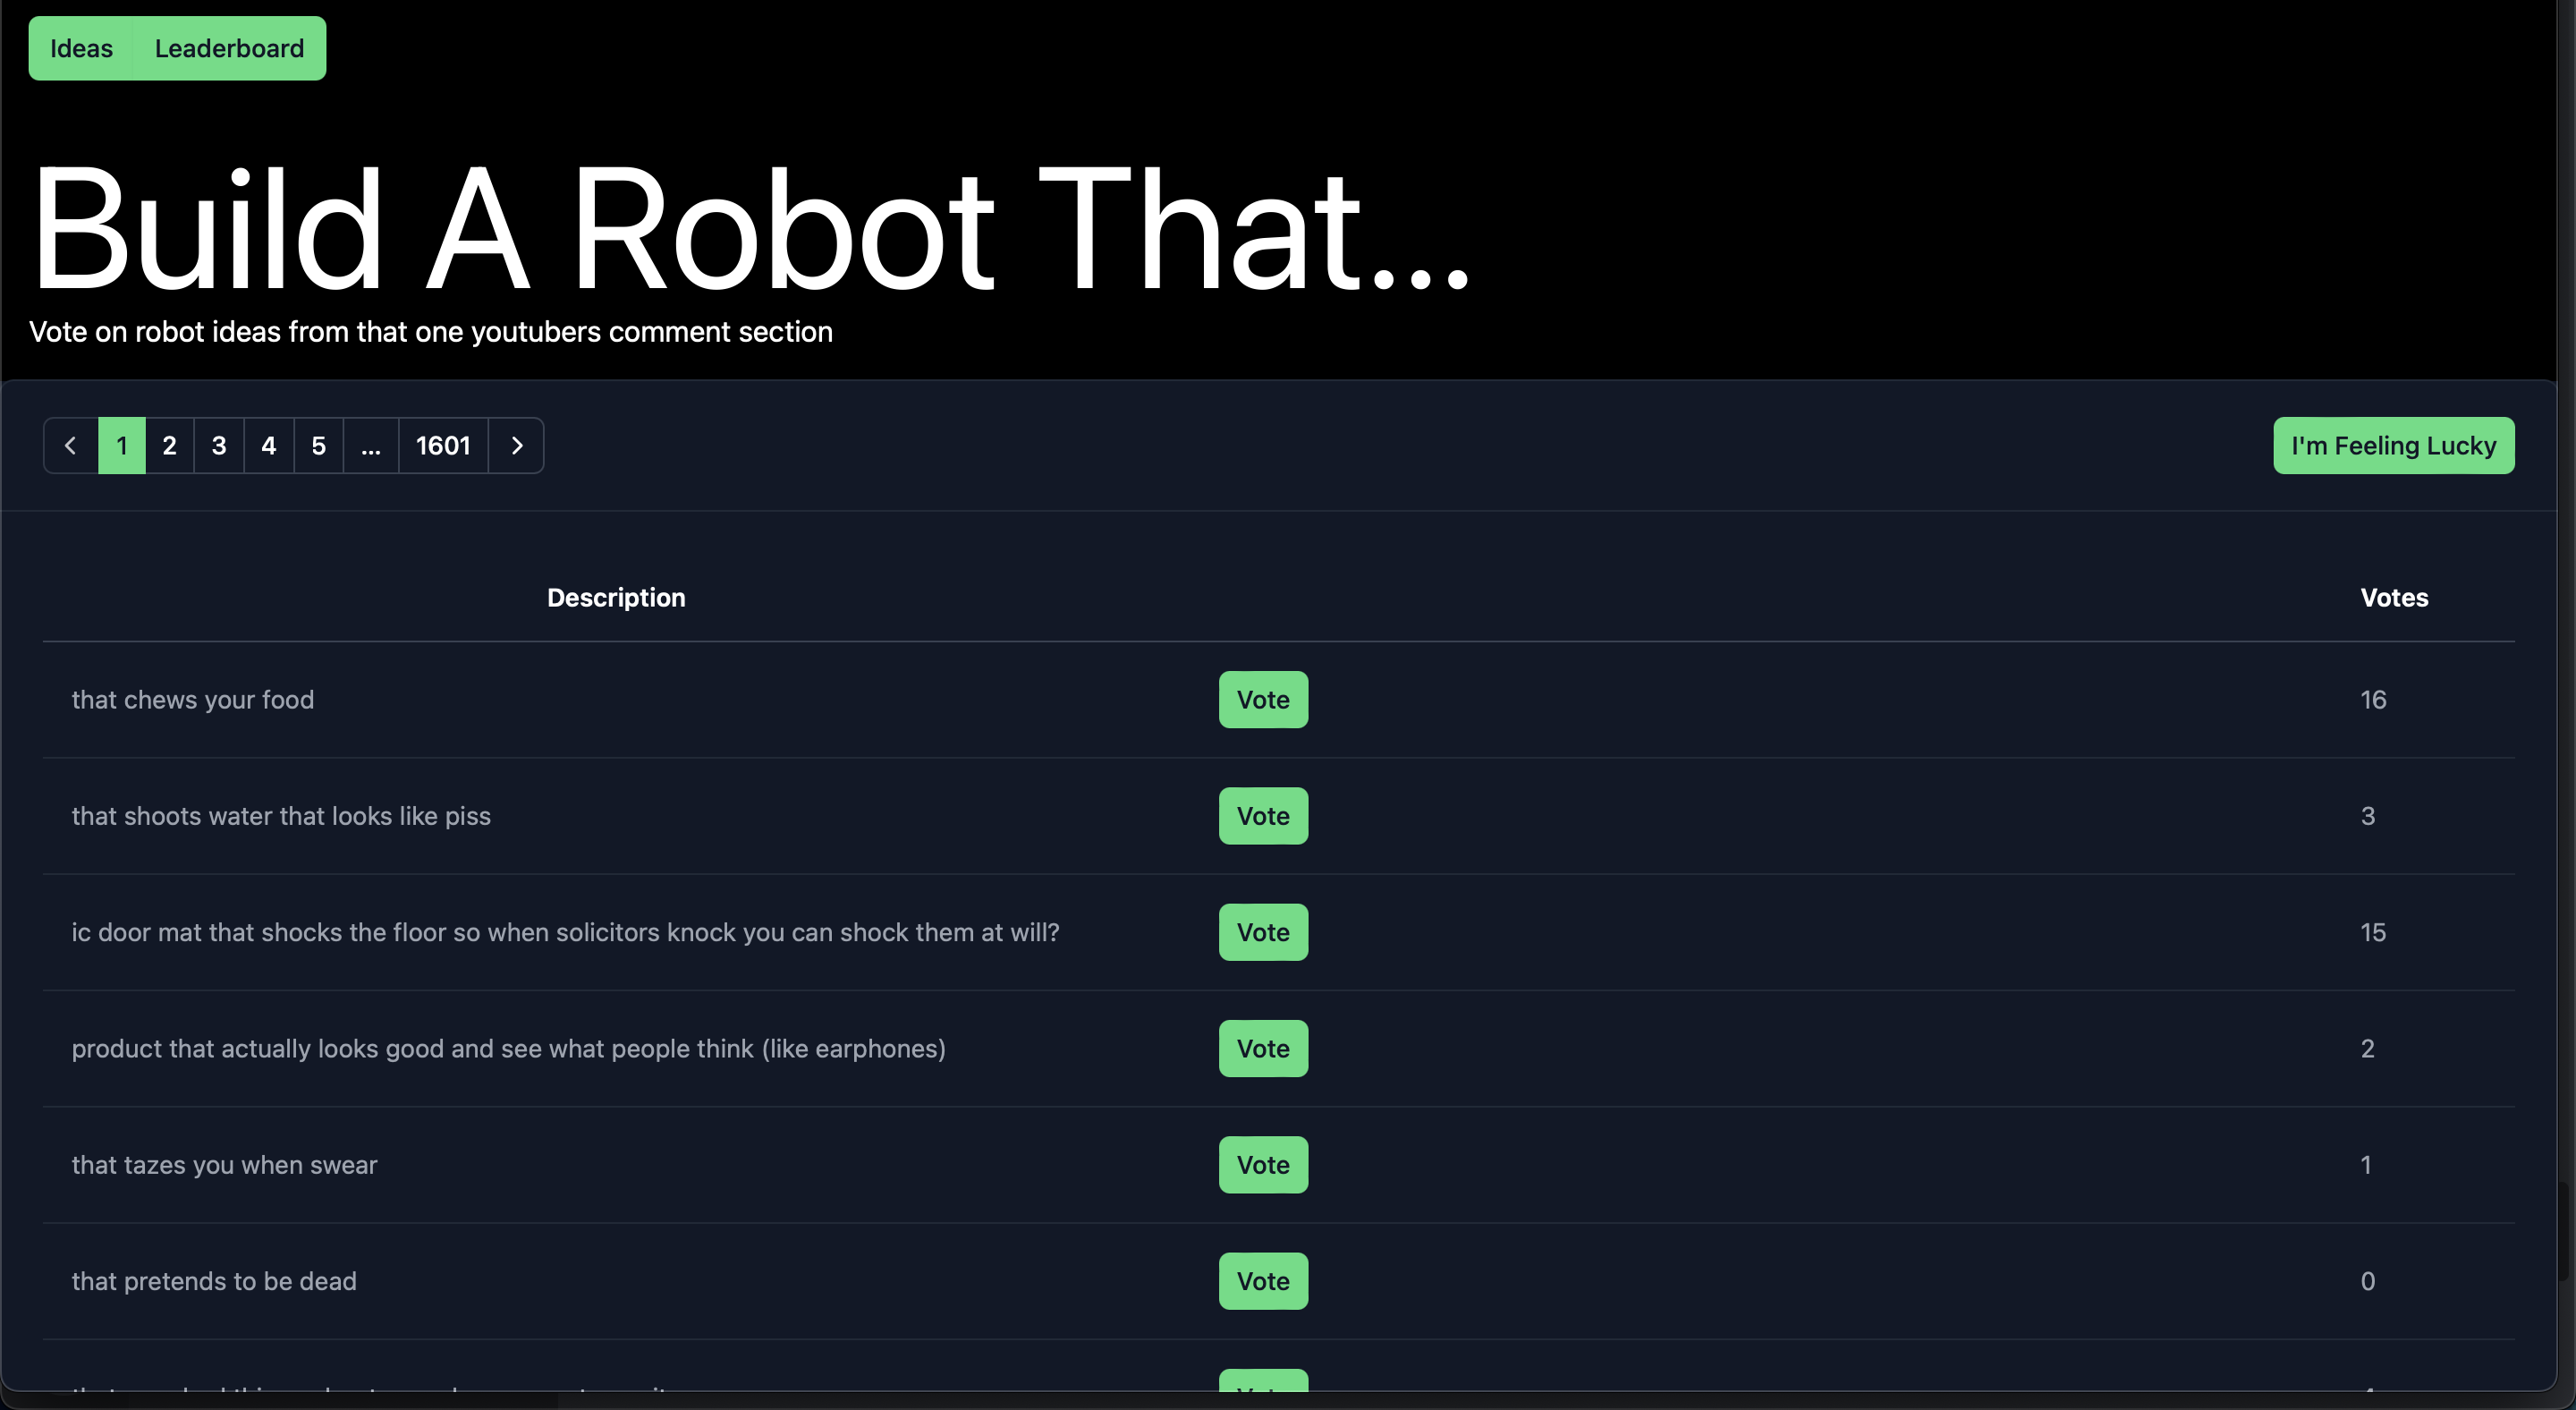 Ideas Leaderboard
Build A Robot That...
Vote on robot ideas from that one youtubers comment section
1 2 3 4 5 ... 1601
I'm Feeling Lucky
Description Votes
that chews your food Vote 16
that shoots water that looks like piss Vote 3
ic door mat that shocks the floor so when solicitors knock you can shock them at will? Vote 15
product that actually looks good and see what people think (like earphones) Vote 2
that tazes you when swear Vote 1
that pretends to be dead Vote 0